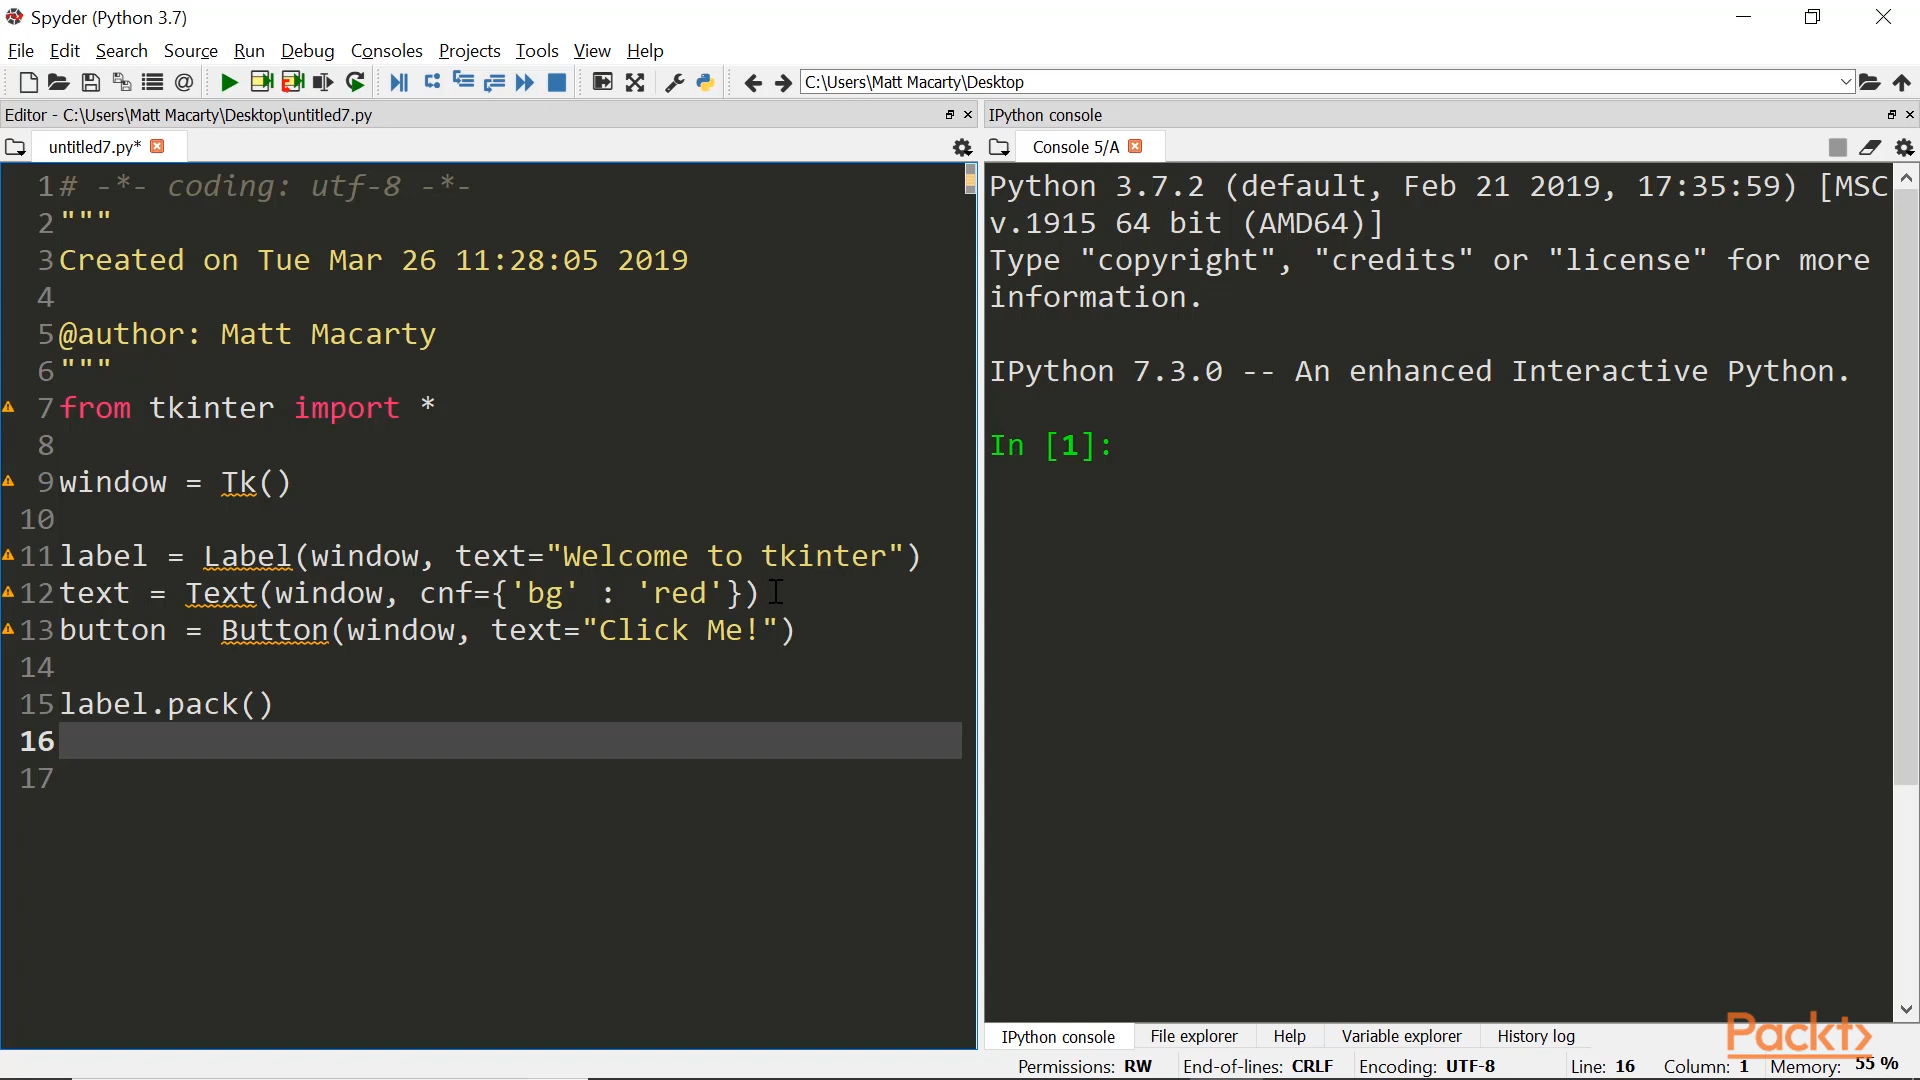 Spyder (Python 3.7)
File Edit Search Source Run Debug Consoles Projects Tools View Help
C:\Users\Matt Macarty\Desktop
Editor - C:\Users\Matt Macarty\Desktop\untitled7.py
IPython console
untitled7.py*
Console 5/A
1 # -*- coding: utf-8 -*-
2 """
3 Created on Tue Mar 26 11:28:05 2019
4
5 @author: Matt Macarty
6 """
7 from tkinter import *
8
9 window = Tk()
10
11 label = Label(window, text="Welcome to tkinter")
12 text = Text(window, cnf={'bg' : 'red'})
13 button = Button(window, text="Click Me!")
14
15 label.pack()
16
17
Python 3.7.2 (default, Feb 21 2019, 17:35:59) [MSC
v.1915 64 bit (AMD64)]
Type "copyright", "credits" or "license" for more
information.
IPython 7.3.0 -- An enhanced Interactive Python.
In [1]:
IPython console File explorer Help Variable explorer History log
Packt>
Permissions: RW End-of-lines: CRLF Encoding: UTF-8 Line: 16 Column: 1 Memory: 55 %